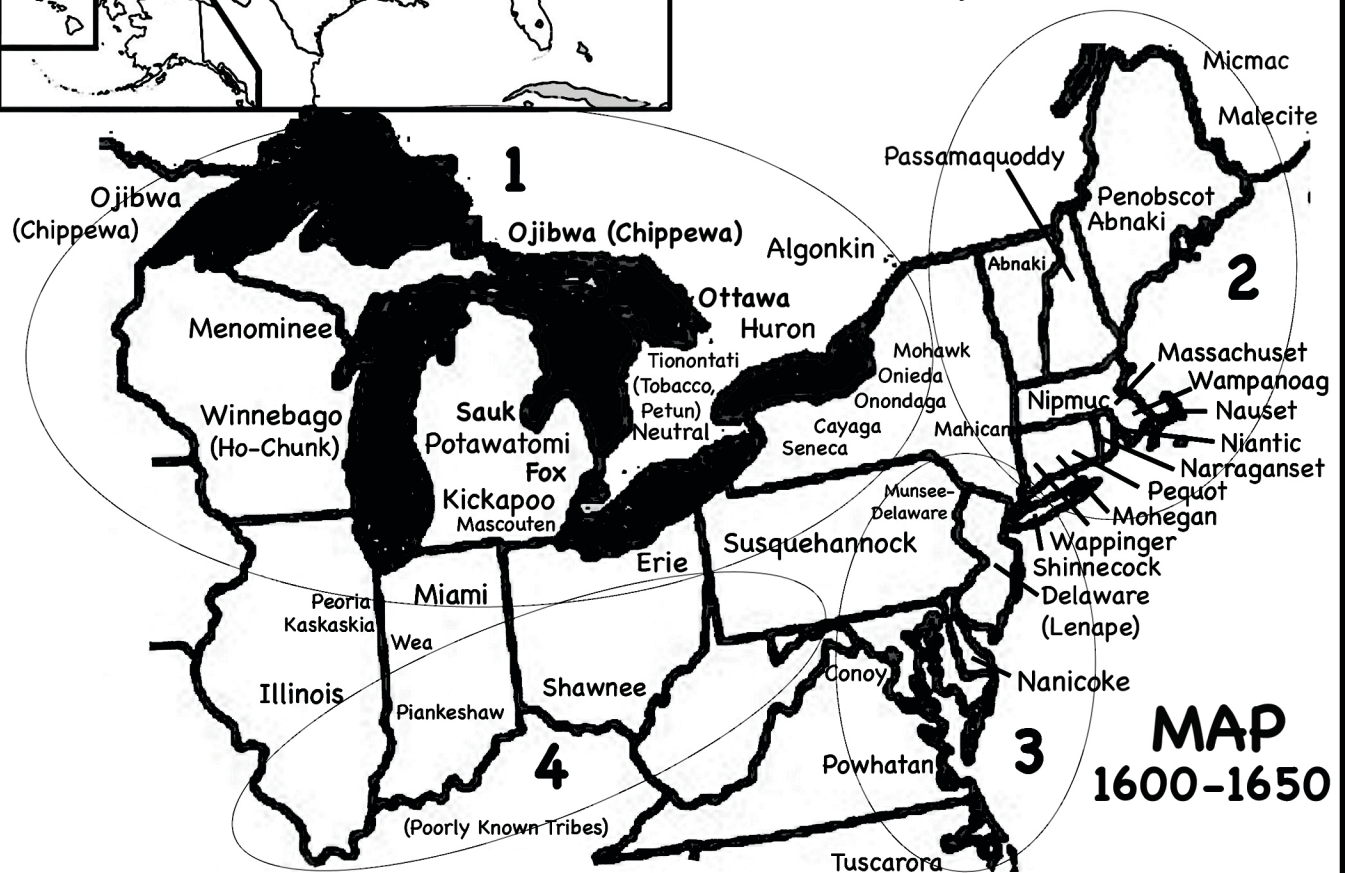 Micmac
Malecite
Passamaquoddy
1
Ojibwa
(Chippewa)
Penobscot
Abnaki
Ojibwa (Chippewa)
Algonkin
Abnaki
2
Ottawa
Huron
Menominee
Tionontati
(Tobacco,
Petun)
Neutral
Mohawk
Onieda
Onondaga
Cayaga
Seneca
Mahican
Nipmuc
Massachuset
Wampanoag
Nauset
Niantic
Narraganset
Pequot
Mohegan
Wappinger
Shinnecock
Delaware
(Lenape)
Winnebago
(Ho-Chunk)
Sauk
Potawatomi
Fox
Kickapoo
Mascouten
Munsee-
Delaware
Susquehannock
Erie
Miami
Peoria
Kaskaskia
Wea
Illinois
Piankeshaw
Shawnee
Conoy
Nanicoke
4
3
MAP
1600-1650
Powhatan
(Poorly Known Tribes)
Tuscarora